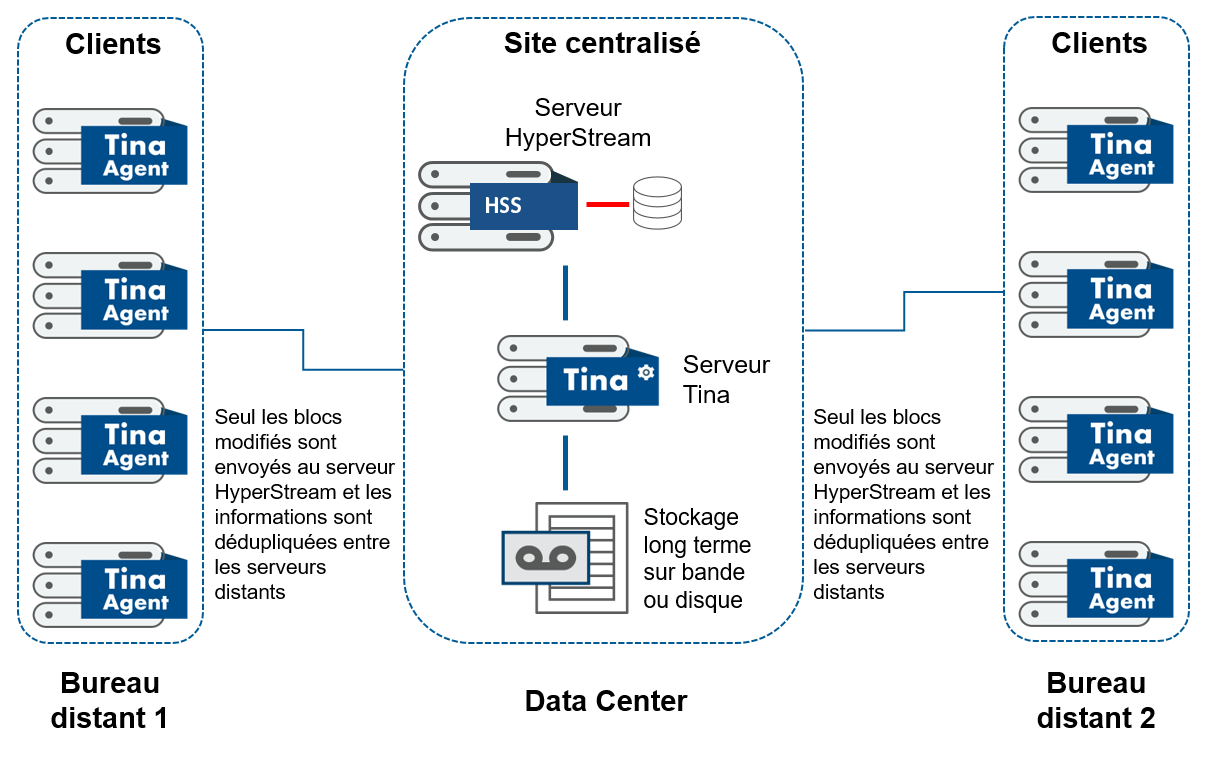 Clients
Tina
Agent
Tina
Agent
Tina
Agent
Tina
Agent
Bureau
distant 1
Seul les blocs
modifiés sont
envoyés au serveur
HyperStream et les
informations sont
dédupliquées entre
les serveurs
distants
Site centralisé
Serveur
HyperStream
HSS
Tina
Serveur
Tina
Stockage
long terme
sur bande
ou disque
Data Center
Seul les blocs
modifiés sont
envoyés au serveur
HyperStream et les
informations sont
dédupliquées entre
les serveurs
distants
Clients
Tina
Agent
Tina
Agent
Tina
Agent
Tina
Agent
Bureau
distant 2